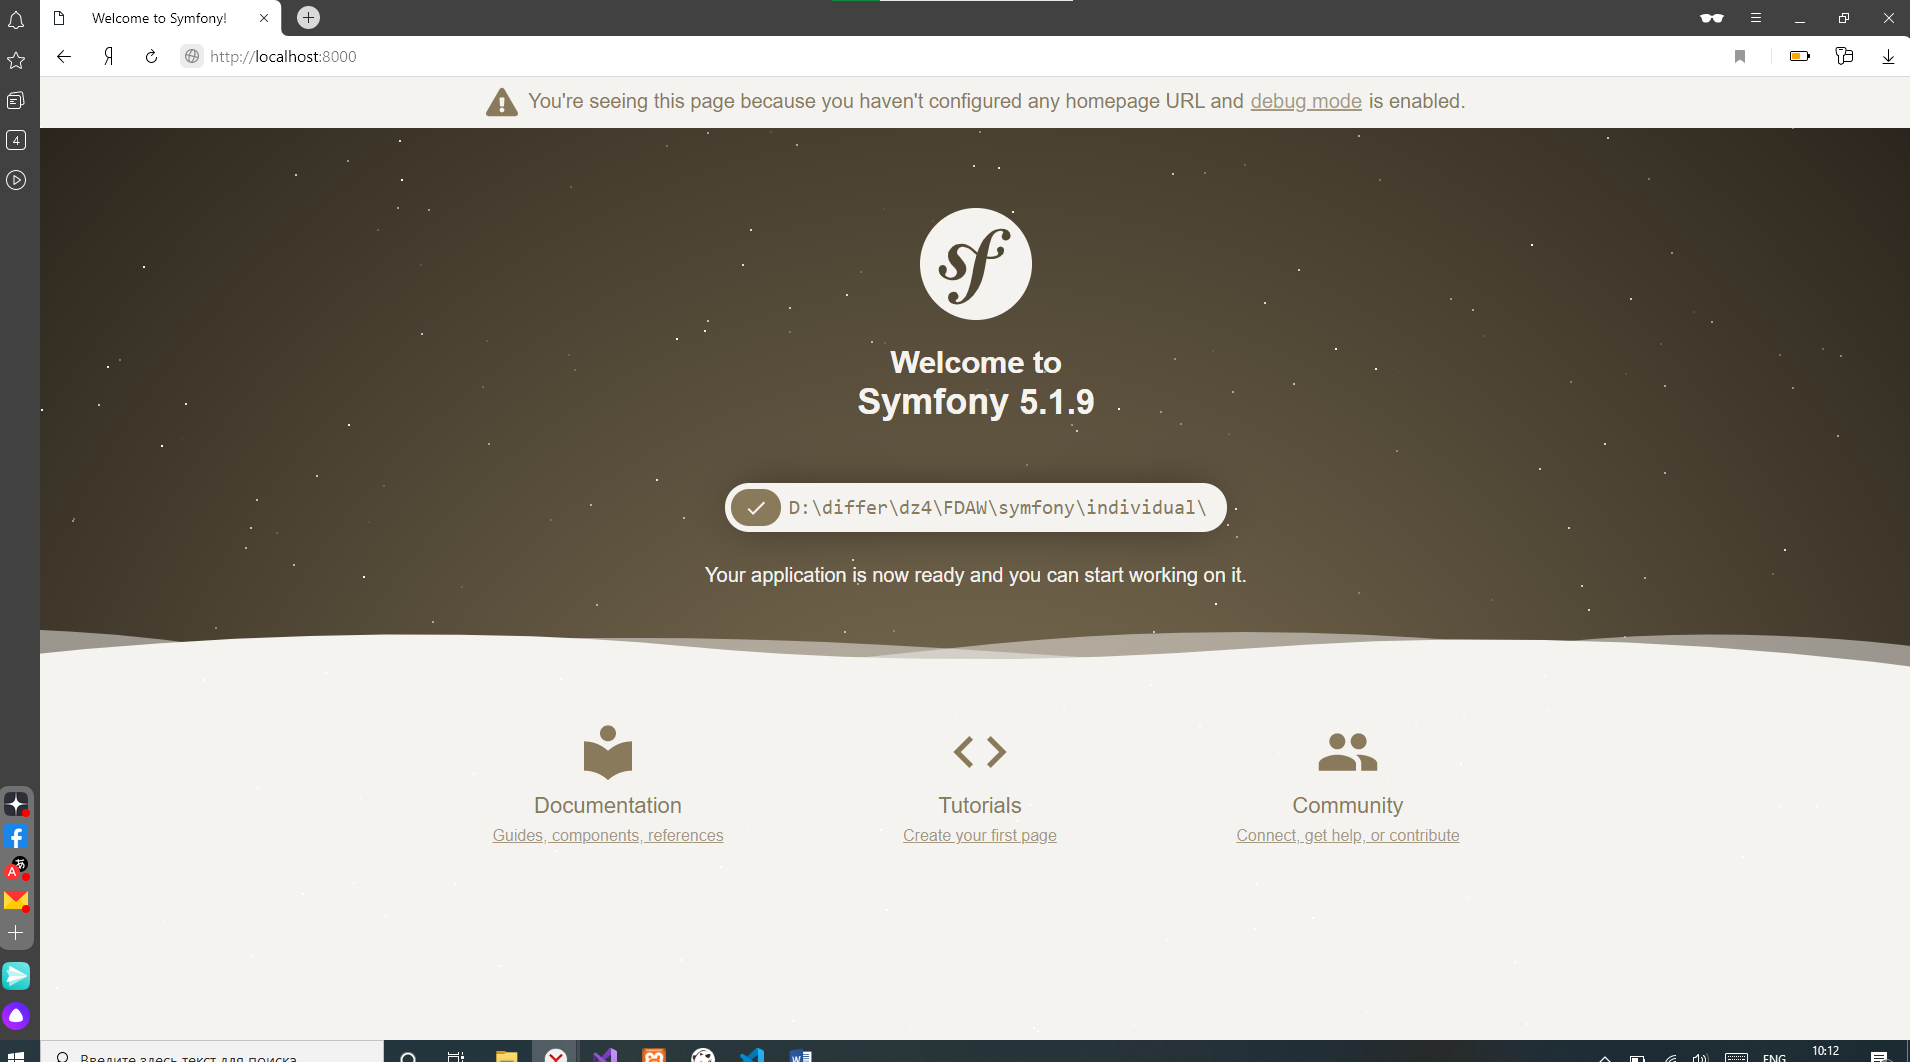 Welcome to Symfony!
http://localhost:8000
You're seeing this page because you haven't configured any homepage URL and debug mode is enabled.
4
sf
Welcome to
Symfony 5.1.9
D:\differ\dz4\FDAW\symfony\individual\
Your application is now ready and you can start working on it.
Documentation
Tutorials
Community
Guides, components, references
Create your first page
Connect, get help, or contribute
Введите здесь текст для поиска
ENG
10:12